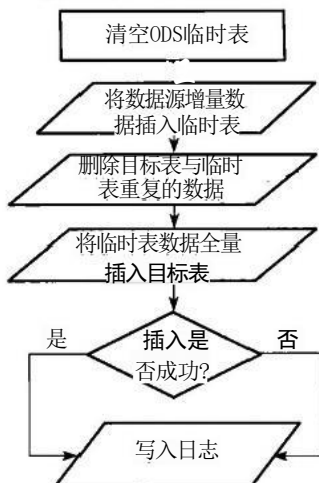 清空ODS临时表
将数据源增量数
据插入临时表
删除目标表与临时
表重复的数据
将临时表数据全量
插入目标表
是
插入是
否
否成功?
写入日志